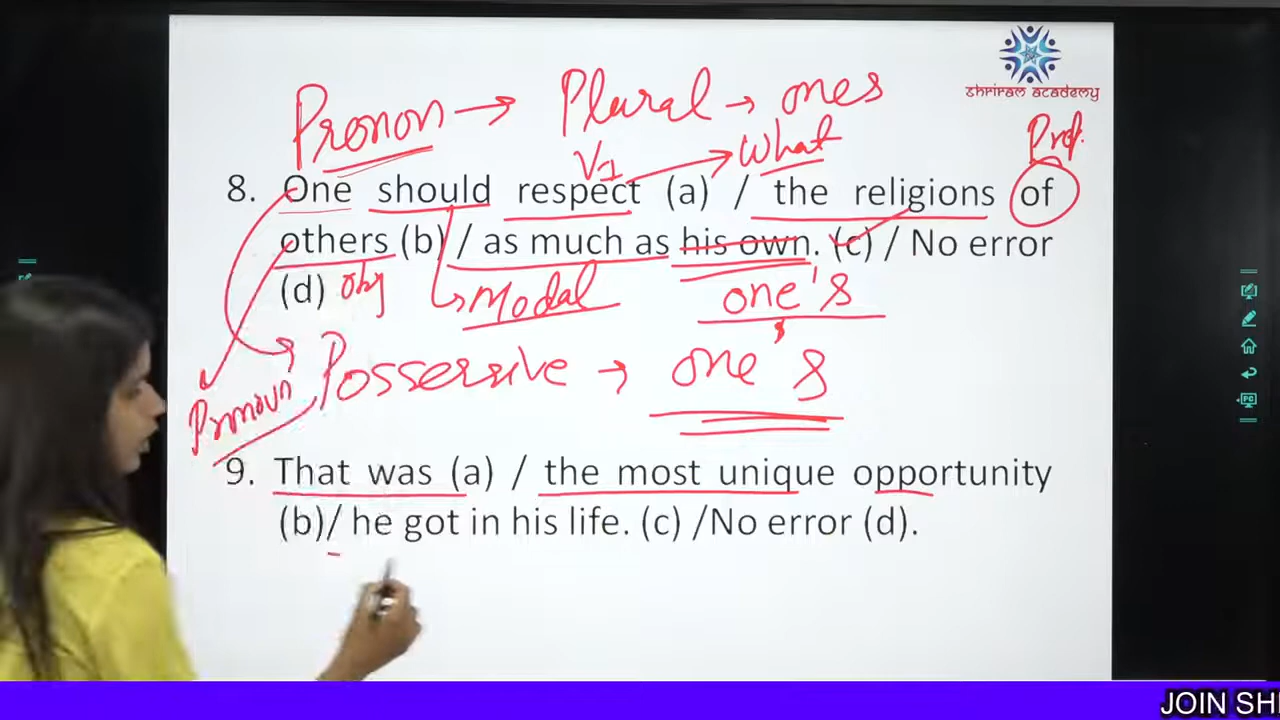 SHRIRAM ACADEMY
Pronon → Plural → ones
Prep.
V1 → What
8. One should respect (a) / the religions of
others (b) / as much as his own. (c) / No error
(d) obj Modal one's
Possessive → one's
Pronoun
9. That was (a) / the most unique opportunity
(b)/ he got in his life. (c) /No error (d).
PC
JOIN SH